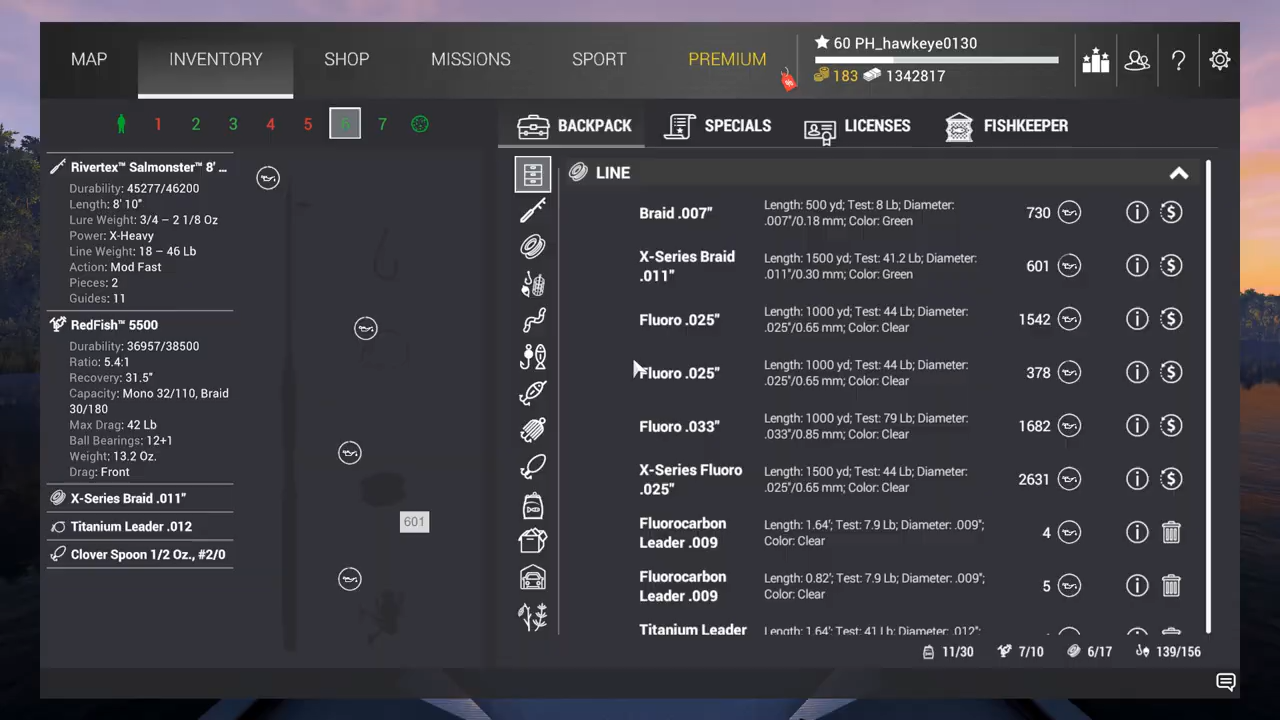 MAP
INVENTORY
SHOP
MISSIONS
SPORT
PREMIUM
60 PH_hawkeye0130
183 1342817
1 2 3 4 5 6 7
BACKPACK
SPECIALS
LICENSES
FISHKEEPER
Rivertex™ Salmonster™ 8' ...
Durability: 45277/46200
Length: 8' 10"
Lure Weight: 3/4 – 2 1/8 Oz
Power: X-Heavy
Line Weight: 18 – 46 Lb
Action: Mod Fast
Pieces: 2
Guides: 11
RedFish™ 5500
Durability: 36957/38500
Ratio: 5.4:1
Recovery: 31.5"
Capacity: Mono 32/110, Braid
30/180
Max Drag: 42 Lb
Ball Bearings: 12+1
Weight: 13.2 Oz.
Drag: Front
X-Series Braid .011"
Titanium Leader .012
Clover Spoon 1/2 Oz., #2/0
601
LINE
Braid .007"
Length: 500 yd; Test: 8 Lb; Diameter:
.007"/0.18 mm; Color: Green
730
X-Series Braid
.011"
Length: 1500 yd; Test: 41.2 Lb; Diameter:
.011"/0.30 mm; Color: Green
601
Fluoro .025"
Length: 1000 yd; Test: 44 Lb; Diameter:
.025"/0.65 mm; Color: Clear
1542
Fluoro .025"
Length: 1000 yd; Test: 44 Lb; Diameter:
.025"/0.65 mm; Color: Clear
378
Fluoro .033"
Length: 1000 yd; Test: 79 Lb; Diameter:
.033"/0.85 mm; Color: Clear
1682
X-Series Fluoro
.025"
Length: 1500 yd; Test: 44 Lb; Diameter:
.025"/0.65 mm; Color: Clear
2631
Fluorocarbon
Leader .009
Length: 1.64'; Test: 7.9 Lb; Diameter: .009";
Color: Clear
4
Fluorocarbon
Leader .009
Length: 0.82'; Test: 7.9 Lb; Diameter: .009";
Color: Clear
5
Titanium Leader
Length: 1.64'; Test: 41 Lb; Diameter: .012";
11/30 7/10 6/17 139/156